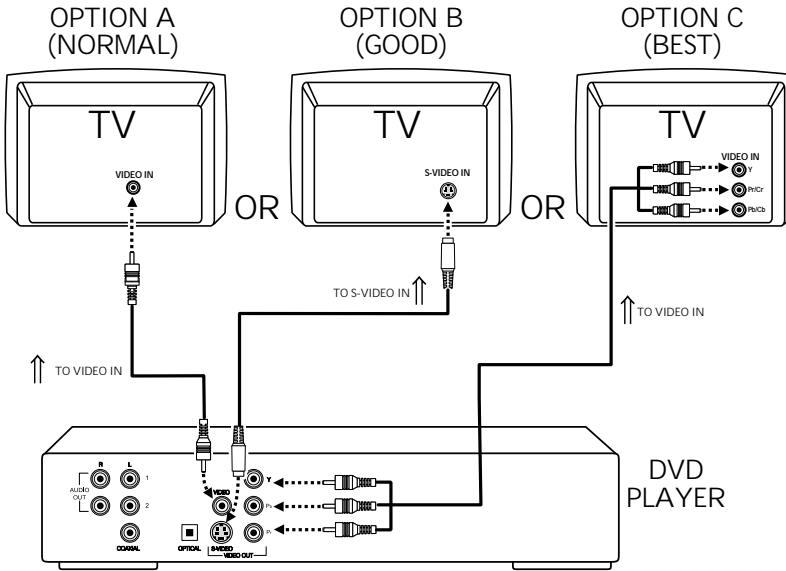 OPTION A
(NORMAL)
OPTION B
(GOOD)
OPTION C
(BEST)
TV
VIDEO IN
OR
TV
S-VIDEO IN
OR
TV
VIDEO IN
Y
Pr/Cr
Pb/Cb
TO S-VIDEO IN
TO VIDEO IN
TO VIDEO IN
DVD
PLAYER
R
L
AUDIO
OUT
1
2
COAXIAL
OPTICAL
VIDEO
S-VIDEO
VIDEO OUT
Y